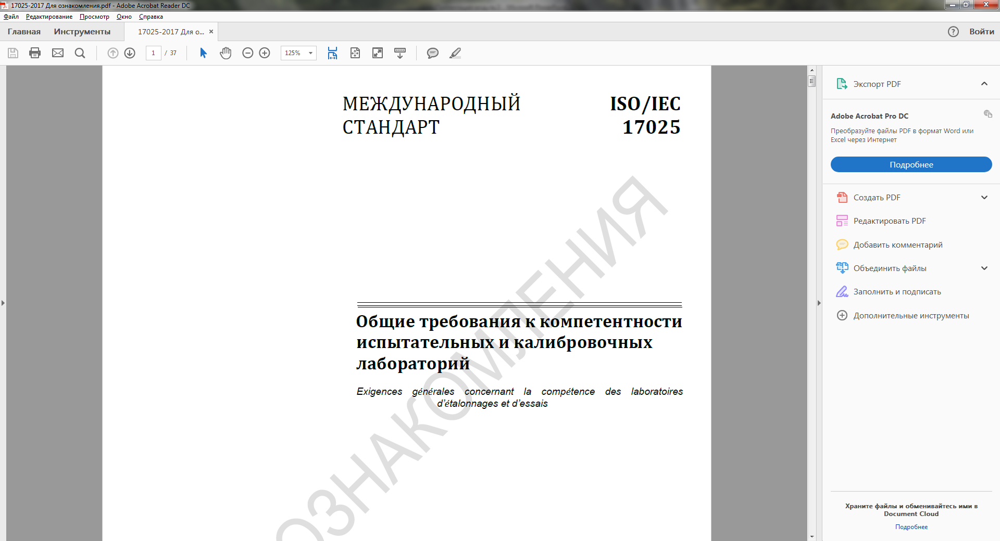 17025-2017 Для ознакомления.pdf - Adobe Acrobat Reader DC
Файл Редактирование Просмотр Окно Справка
Главная Инструменты 17025-2017 Для о... × ? Войти
1 / 37 125%
МЕЖДУНАРОДНЫЙ ISO/IEC
СТАНДАРТ 17025
Общие требования к компетентности
испытательных и калибровочных
лабораторий
Exigences générales concernant la compétence des laboratoires
d’étalonnages et d’essais
ОЗНАКОМЛЕНИЯ
Экспорт PDF
Adobe Acrobat Pro DC
Преобразуйте файлы PDF в формат Word или
Excel через Интернет
Подробнее
Создать PDF
Редактировать PDF
Добавить комментарий
Объединить файлы
Заполнить и подписать
Дополнительные инструменты
Храните файлы и обменивайтесь ими в
Document Cloud
Подробнее